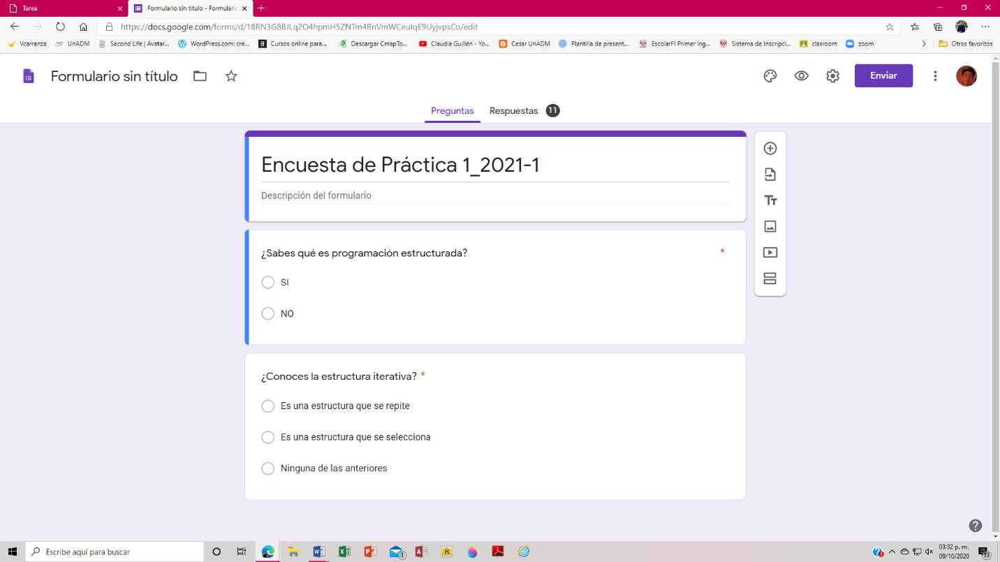 Tarea
Formulario sin título - Formulario
https://docs.google.com/forms/d/18RN3G8BJLq2O4hpmH5ZNTm4RnVmWCeuIqE9UyjvpsCo/edit
Vcarranza UnADM Second Life | Avatar... WordPress.com: cre... Cursos online para... Descargar CmapTo... Claudia Guillén - Yo... Cesar UnADM Plantilla de present... EscolarFI Primer Ing... Sistema de Inscripci... clasroom zoom Otros favoritos
Formulario sin título
Enviar
Preguntas Respuestas 11
Encuesta de Práctica 1_2021-1
Descripción del formulario
¿Sabes qué es programación estructurada? *
SI
NO
¿Conoces la estructura iterativa? *
Es una estructura que se repite
Es una estructura que se selecciona
Ninguna de las anteriores
Escribe aquí para buscar
03:32 p. m.
09/10/2020
13